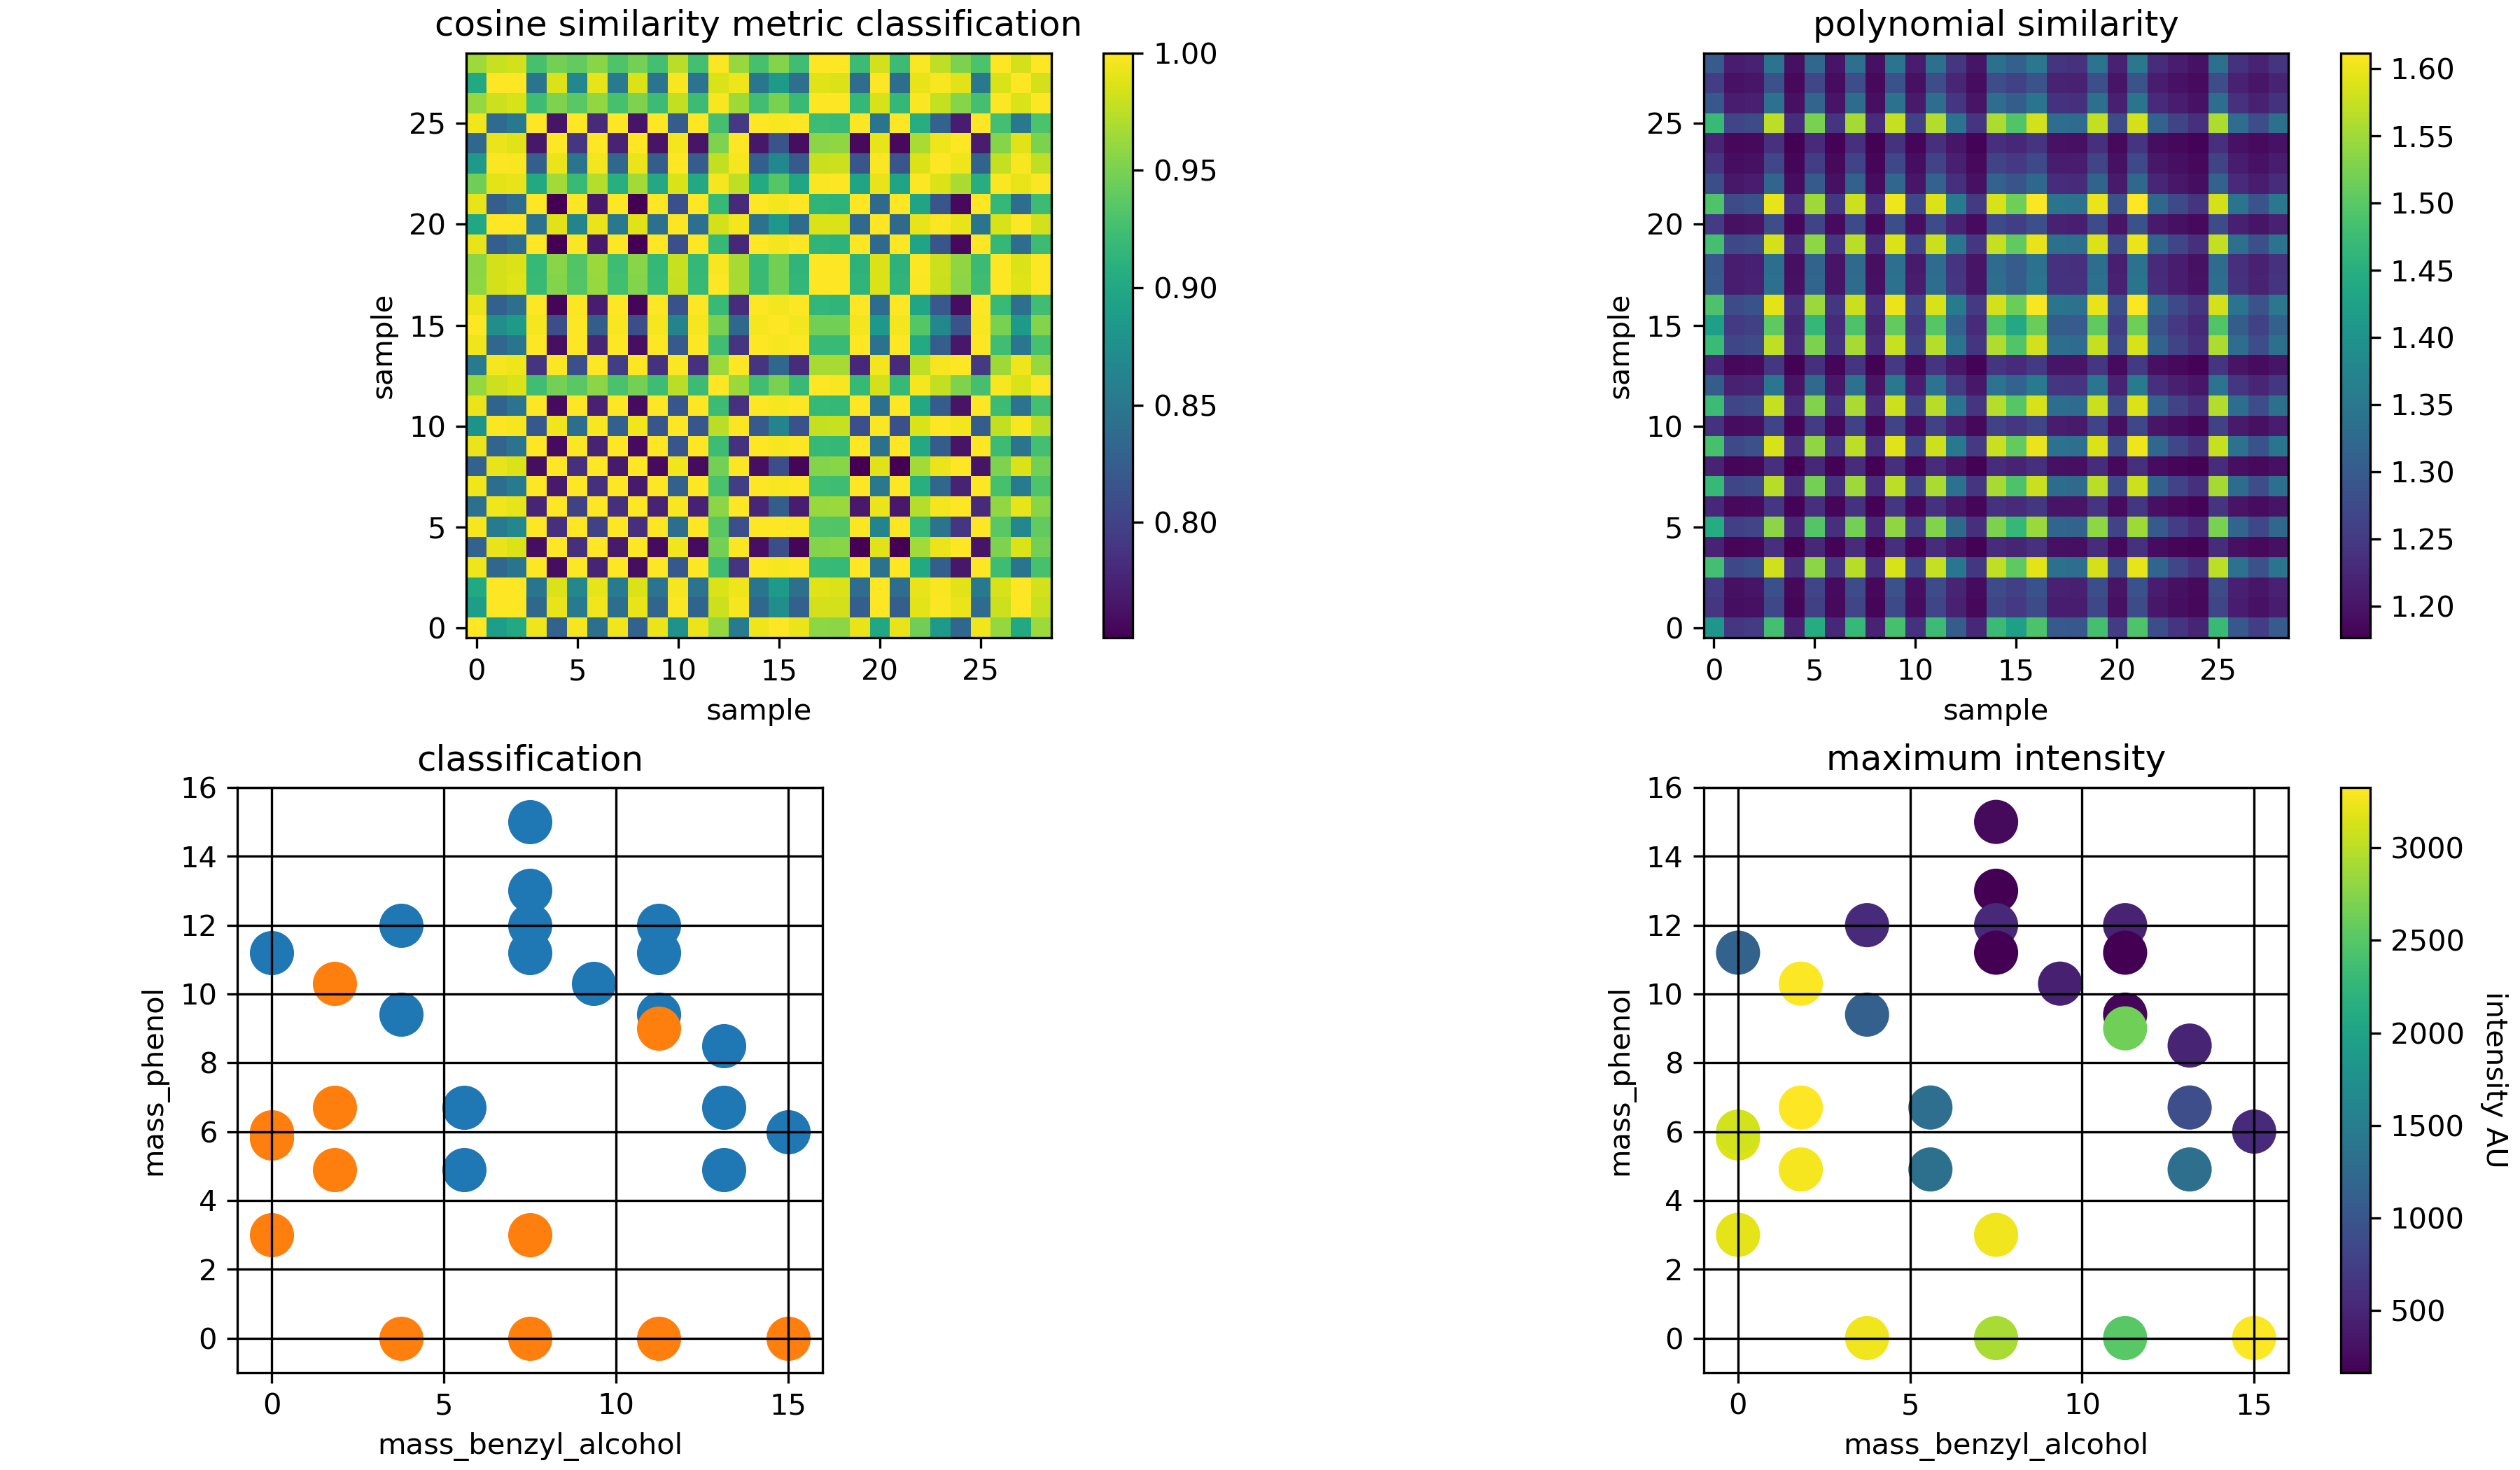 cosine similarity metric classification
25
20
15
10
5
0
sample
0 5 10 15 20 25
sample
1.00
0.95
0.90
0.85
0.80
polynomial similarity
25
20
15
10
5
0
sample
0 5 10 15 20 25
sample
1.60
1.55
1.50
1.45
1.40
1.35
1.30
1.25
1.20
classification
16
14
12
10
8
6
4
2
0
mass_phenol
0 5 10 15
mass_benzyl_alcohol
maximum intensity
16
14
12
10
8
6
4
2
0
mass_phenol
0 5 10 15
mass_benzyl_alcohol
3000
2500
2000
1500
1000
500
intensity AU